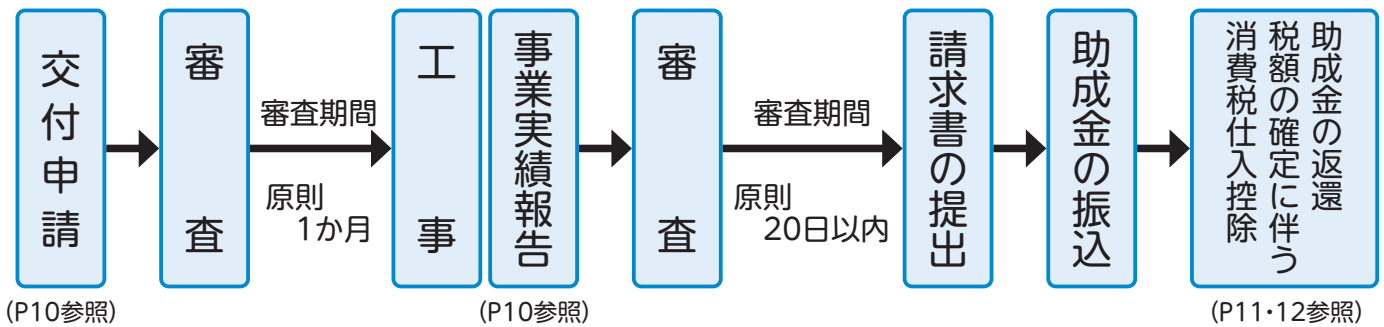 交付申請
(P10参照)
審査
審査期間
原則
1か月
工事
事業実績報告
(P10参照)
審査
審査期間
原則
20日以内
請求書の提出
助成金の振込
消費税仕入控除
税額の確定に伴う
助成金の返還
(P11・12参照)